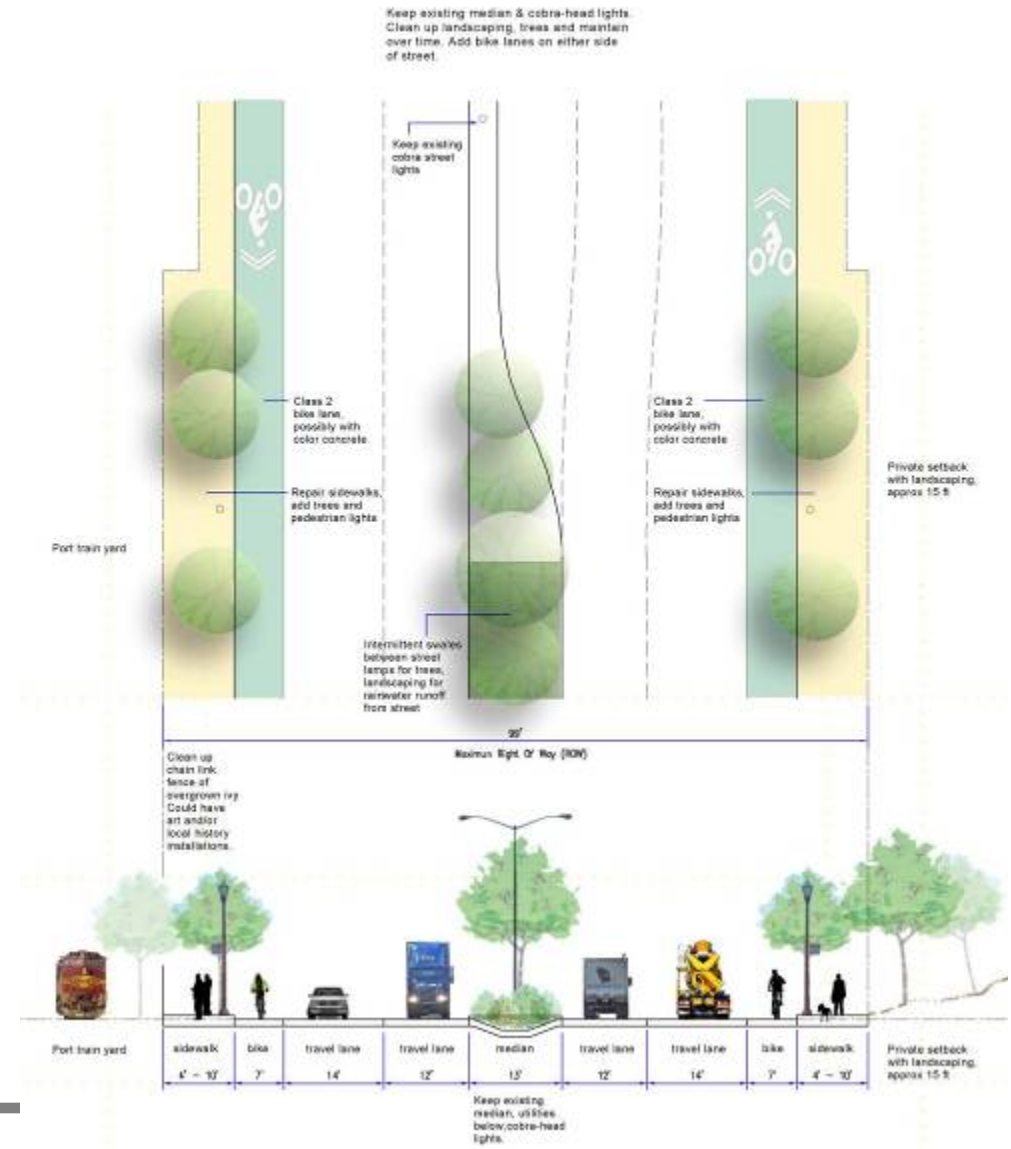 Keep existing median & cobra-head lights.
Clean up landscaping, trees and maintain
over time. Add bike lanes on either side
of street.
Keep existing
cobra street
lights
Class 2
bike lane,
possibly with
color concrete
Class 2
bike lane,
possibly with
color concrete
Private setback
with landscaping,
approx 15 ft
Repair sidewalks,
add trees and
pedestrian lights
Repair sidewalks,
add trees and
pedestrian lights
Port train yard
Intermittent swales
between street
lamps for trees,
landscaping for
rainwater runoff
from street
99'
Maximun Right Of Way (ROW)
Clean up
chain link
fence of
overgrown ivy
Could have
art and/or
local history
installations.
Port train yard
sidewalk
bike
travel lane
travel lane
median
travel lane
travel lane
bike
sidewalk
Private setback
with landscaping,
approx 15 ft
- 10'
7'
14'
12'
13'
12'
14'
7'
- 10'
Keep existing
median, utilities
below,cobra-head
lights.